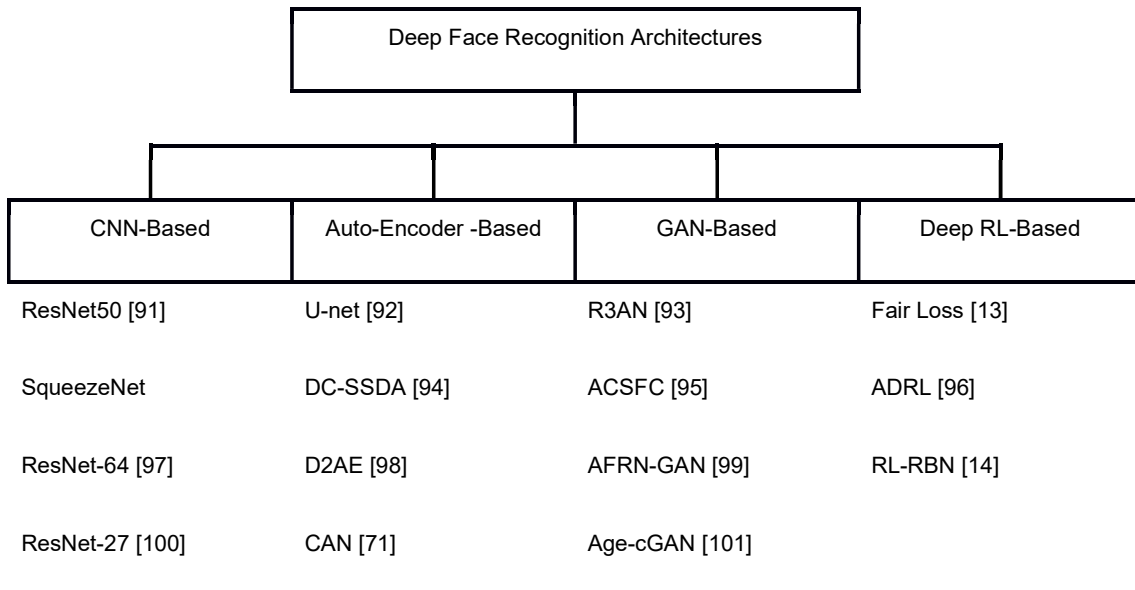 Deep Face Recognition Architectures
CNN-Based
Auto-Encoder -Based
GAN-Based
Deep RL-Based
ResNet50 [91]
U-net [92]
R3AN [93]
Fair Loss [13]
SqueezeNet
DC-SSDA [94]
ACSFC [95]
ADRL [96]
ResNet-64 [97]
D2AE [98]
AFRN-GAN [99]
RL-RBN [14]
ResNet-27 [100]
CAN [71]
Age-cGAN [101]